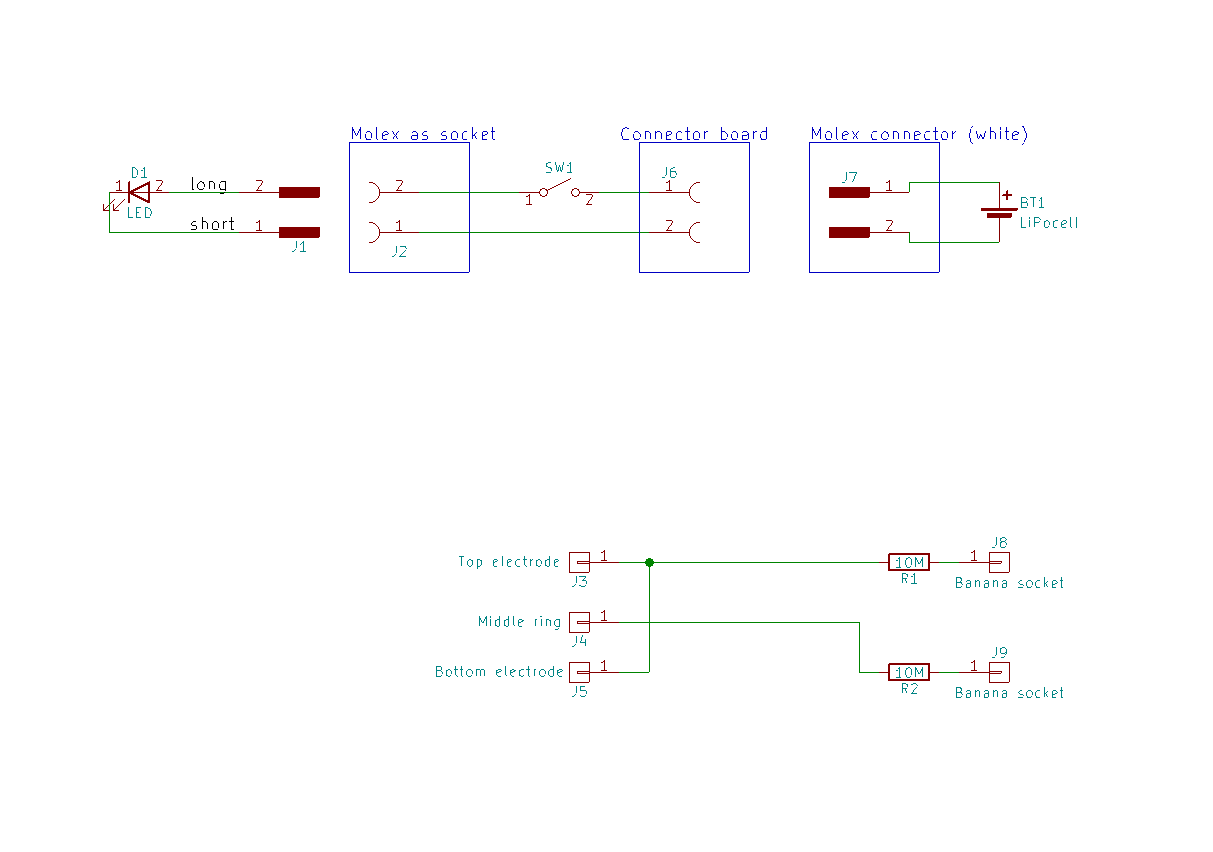 Molex as socket
Connector board
Molex connector (white)
D1
1 2
LED
long
short
2
1
J1
2
1
J2
SW1
1 2
J6
1
2
J7
1
2
+
BT1
LiPocell
Top electrode
1
J3
Middle ring
1
J4
Bottom electrode
1
J5
10M
R1
1
J8
Banana socket
10M
R2
1
J9
Banana socket